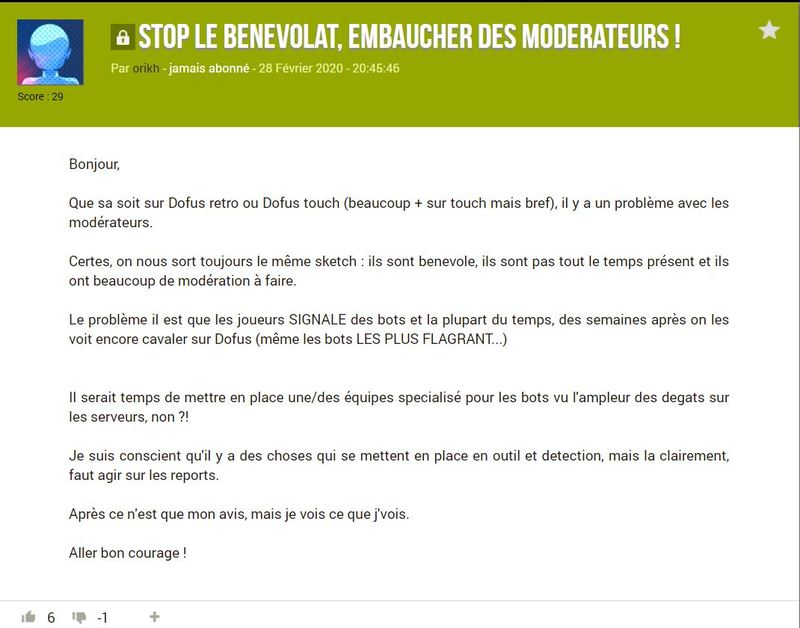 STOP LE BENEVOLAT, EMBAUCHER DES MODERATEURS !
Par orikh - jamais abonné - 28 Février 2020 - 20:45:46
Score : 29
Bonjour,
Que sa soit sur Dofus retro ou Dofus touch (beaucoup + sur touch mais bref), il y a un problème avec les
modérateurs.
Certes, on nous sort toujours le même sketch : ils sont benevole, ils sont pas tout le temps présent et ils
ont beaucoup de modération à faire.
Le problème il est que les joueurs SIGNALE des bots et la plupart du temps, des semaines après on les
voit encore cavaler sur Dofus (même les bots LES PLUS FLAGRANT...)
Il serait temps de mettre en place une/des équipes specialisé pour les bots vu l'ampleur des degats sur
les serveurs, non ?!
Je suis conscient qu'il y a des choses qui se mettent en place en outil et detection, mais la clairement,
faut agir sur les reports.
Après ce n'est que mon avis, mais je vois ce que j'vois.
Aller bon courage !
6 -1 +